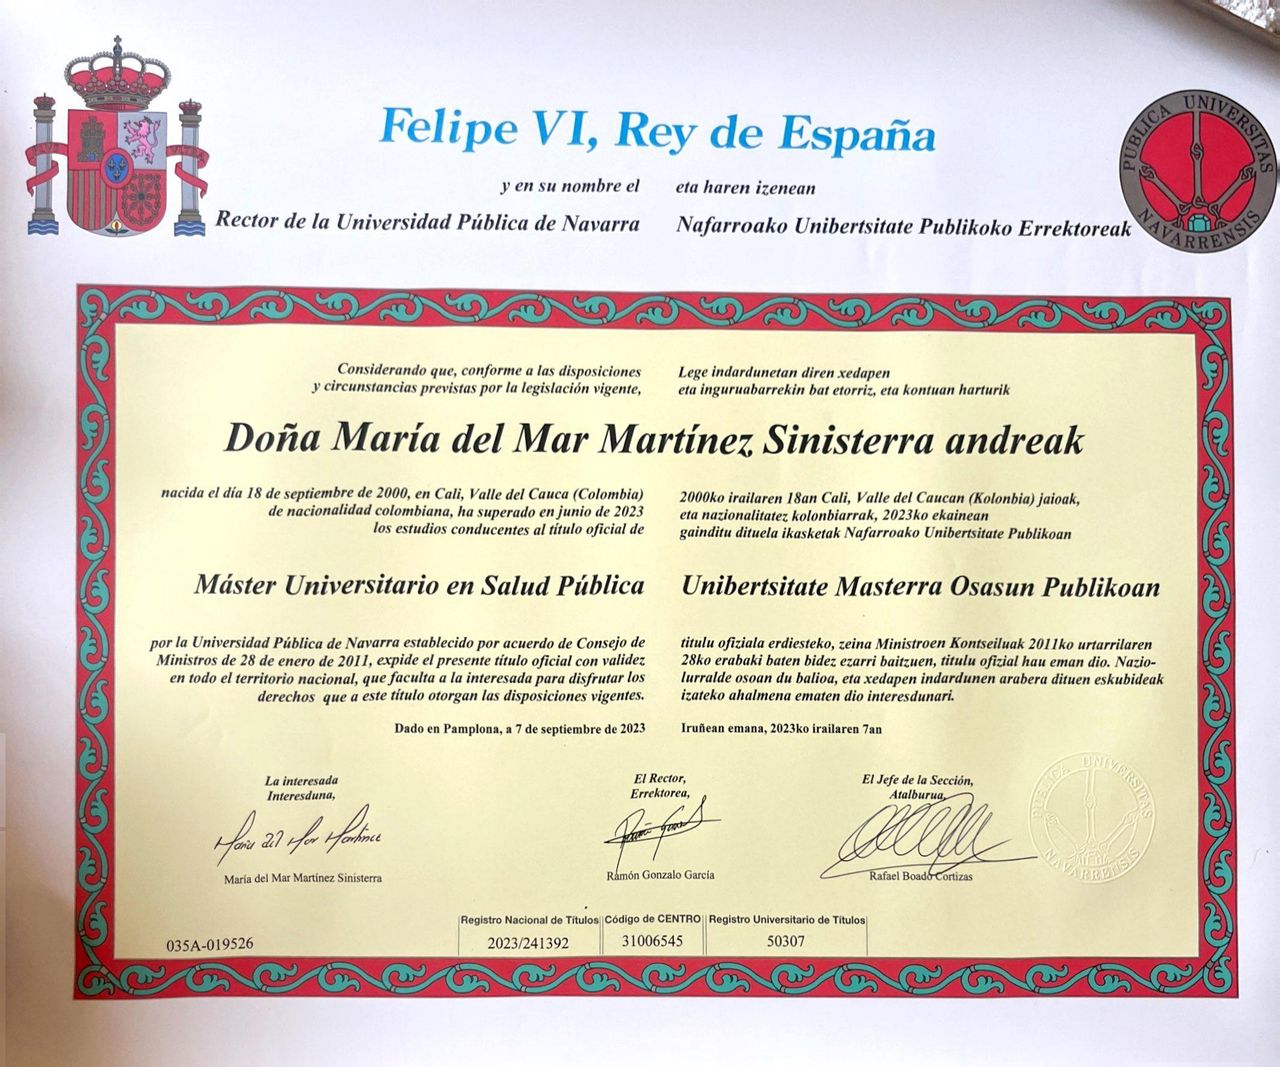 Felipe VI, Rey de España
y en su nombre el
Rector de la Universidad Pública de Navarra
eta haren izenean
Nafarroako Unibertsitate Publikoko Errektoreak
PUBLICA UNIVERSITAS
NAVARRENSIS
Considerando que, conforme a las disposiciones
y circunstancias previstas por la legislación vigente,
Lege indardunetan diren xedapen
eta inguruabarrekin bat etorriz, eta kontuan harturik
Doña María del Mar Martínez Sinisterra andreak
nacida el día 18 de septiembre de 2000, en Cali, Valle del Cauca (Colombia)
de nacionalidad colombiana, ha superado en junio de 2023
los estudios conducentes al título oficial de
2000ko irailaren 18an Cali, Valle del Caucan (Kolonbia) jaioak,
eta nazionalitatez kolonbiarrak, 2023ko ekainean
gainditu dituela ikasketak Nafarroako Unibertsitate Publikoan
Máster Universitario en Salud Pública
Unibertsitate Masterra Osasun Publikoan
por la Universidad Pública de Navarra establecido por acuerdo de Consejo de
Ministros de 28 de enero de 2011, expide el presente título oficial con validez
en todo el territorio nacional, que faculta a la interesada para disfrutar los
derechos que a este título otorgan las disposiciones vigentes.
titulu ofiziala erdiesteko, zeina Ministroen Kontseiluak 2011ko urtarrilaren
28ko erabaki baten bidez ezarri baitzuen, titulu ofizial hau eman dio. Nazio-
lurralde osoan du balioa, eta xedapen indardunen arabera dituen eskubideak
izateko ahalmena ematen dio interesdunari.
Dado en Pamplona, a 7 de septiembre de 2023
Iruñean emana, 2023ko irailaren 7an
La interesada
Interesduna,
María del Mar Martínez
María del Mar Martínez Sinisterra
El Rector,
Errektorea,
Ramón Gonzalo García
El Jefe de la Sección,
Atalburua,
Rafael Boado Cortizas
PUBLICA UNIVERSITAS
NAVARRENSIS
035A-019526
Registro Nacional de Títulos
2023/241392
Código de CENTRO
31006545
Registro Universitario de Títulos
50307